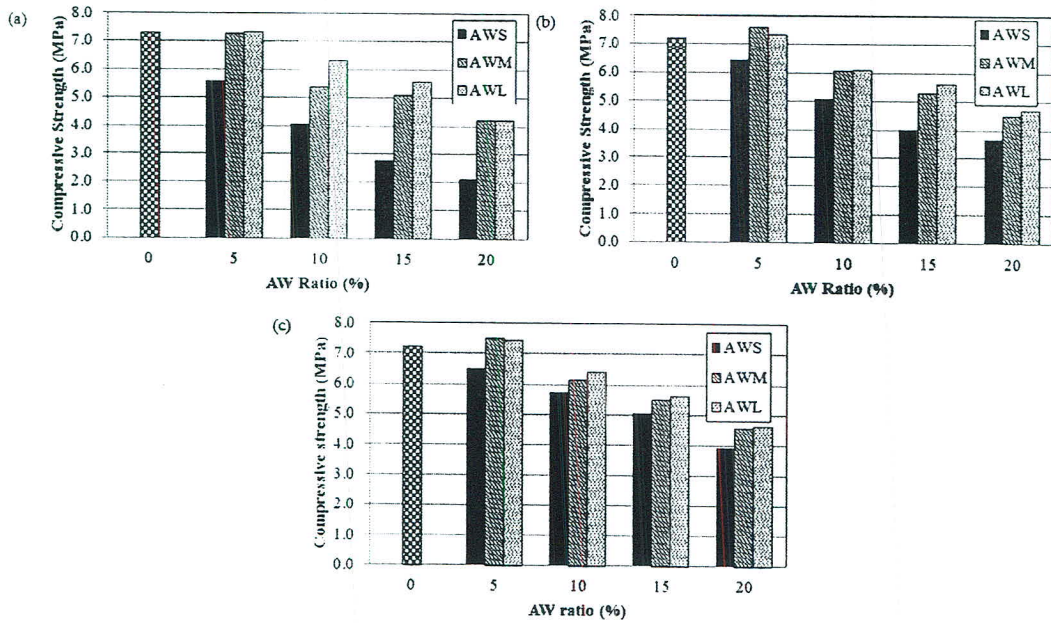 (a)
Compressive Strength (MPa)
8.0
7.0
6.0
5.0
4.0
3.0
2.0
1.0
0.0
0
5
10
15
20
AW Ratio (%)
AWS
AWM
AWL
(b)
Compressive Strength (MPa)
8.0
7.0
6.0
5.0
4.0
3.0
2.0
1.0
0.0
0
5
10
15
20
AW Ratio (%)
AWS
AWM
AWL
(c)
Compressive strength (MPa)
8.0
7.0
6.0
5.0
4.0
3.0
2.0
1.0
0.0
0
5
10
15
20
AW ratio (%)
AWS
AWM
AWL